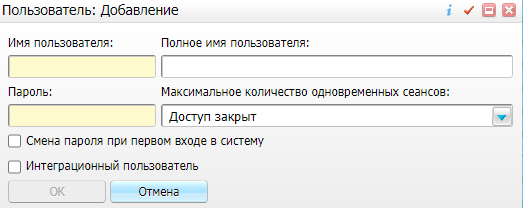 Пользователь: Добавление
Имя пользователя: Полное имя пользователя:
Пароль: Максимальное количество одновременных сеансов:
Доступ закрыт
Смена пароля при первом входе в систему
Интеграционный пользователь
ОК Отмена